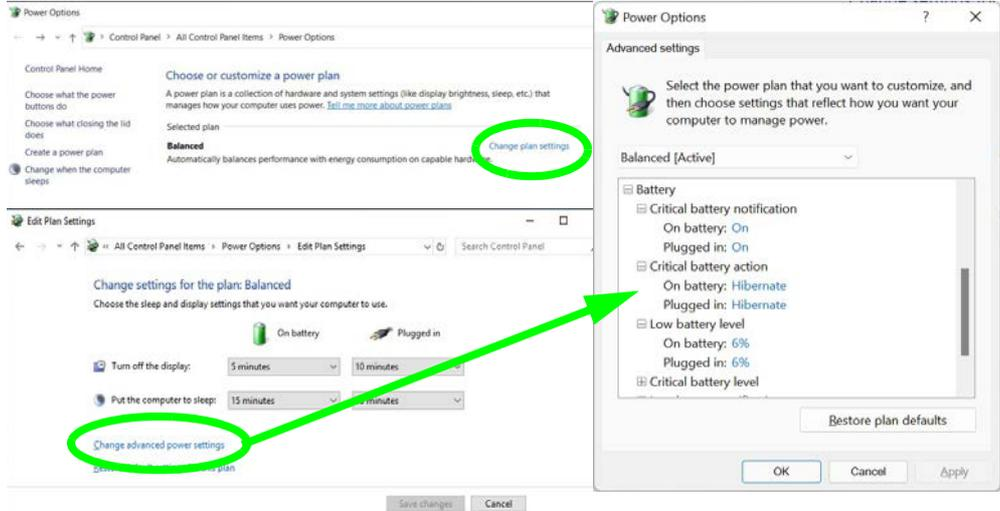 Power Options
Control Panel > All Control Panel Items > Power Options
Control Panel Home
Choose what the power
buttons do
Choose what closing the lid
does
Create a power plan
Change when the computer
sleeps
Choose or customize a power plan
A power plan is a collection of hardware and system settings (like display brightness, sleep, etc.) that
manages how your computer uses power. Tell me more about power plans
Selected plan
Balanced
Change plan settings
Automatically balances performance with energy consumption on capable hardware.
Edit Plan Settings
« All Control Panel Items > Power Options > Edit Plan Settings
Search Control Panel
Change settings for the plan: Balanced
Choose the sleep and display settings that you want your computer to use.
On battery
Plugged in
Turn off the display:
5 minutes
10 minutes
Put the computer to sleep:
15 minutes
minutes
Change advanced power settings
plan
Save changes
Cancel
Power Options
?
Advanced settings
Select the power plan that you want to customize, and
then choose settings that reflect how you want your
computer to manage power.
Balanced [Active]
Battery
Critical battery notification
On battery: On
Plugged in: On
Critical battery action
On battery: Hibernate
Plugged in: Hibernate
Low battery level
On battery: 6%
Plugged in: 6%
Critical battery level
Restore plan defaults
OK
Cancel
Apply